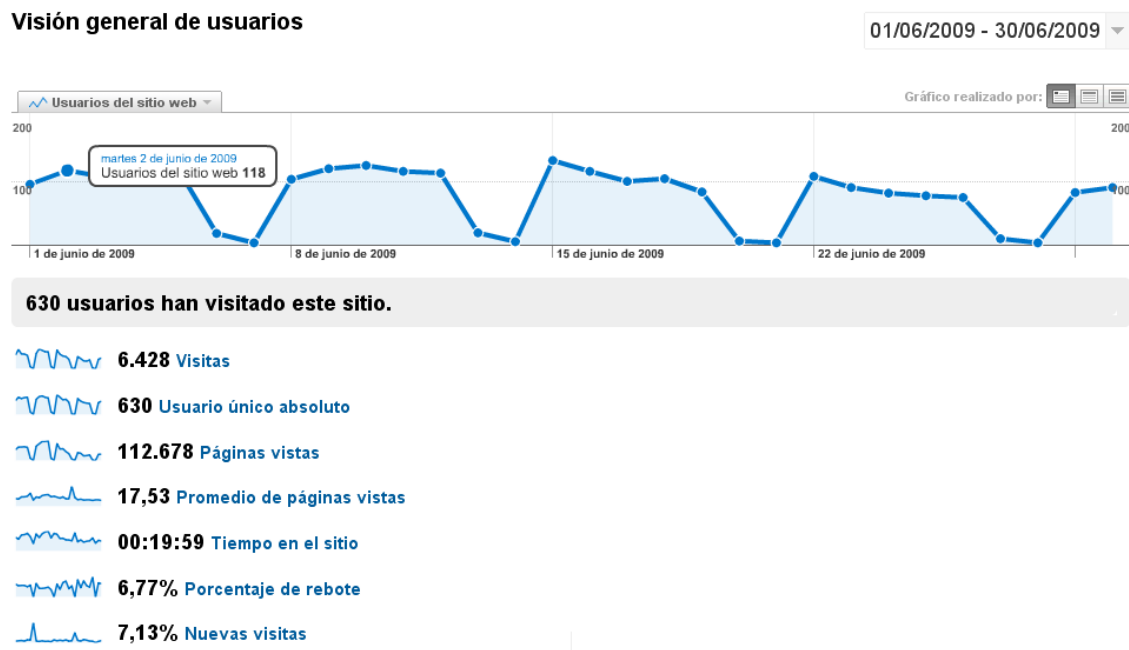 Visión general de usuarios
01/06/2009 - 30/06/2009
Usuarios del sitio web
Gráfico realizado por:
200
200
martes 2 de junio de 2009
Usuarios del sitio web 118
100
100
1 de junio de 2009
8 de junio de 2009
15 de junio de 2009
22 de junio de 2009
630 usuarios han visitado este sitio.
6.428 Visitas
630 Usuario único absoluto
112.678 Páginas vistas
17,53 Promedio de páginas vistas
00:19:59 Tiempo en el sitio
6,77% Porcentaje de rebote
7,13% Nuevas visitas